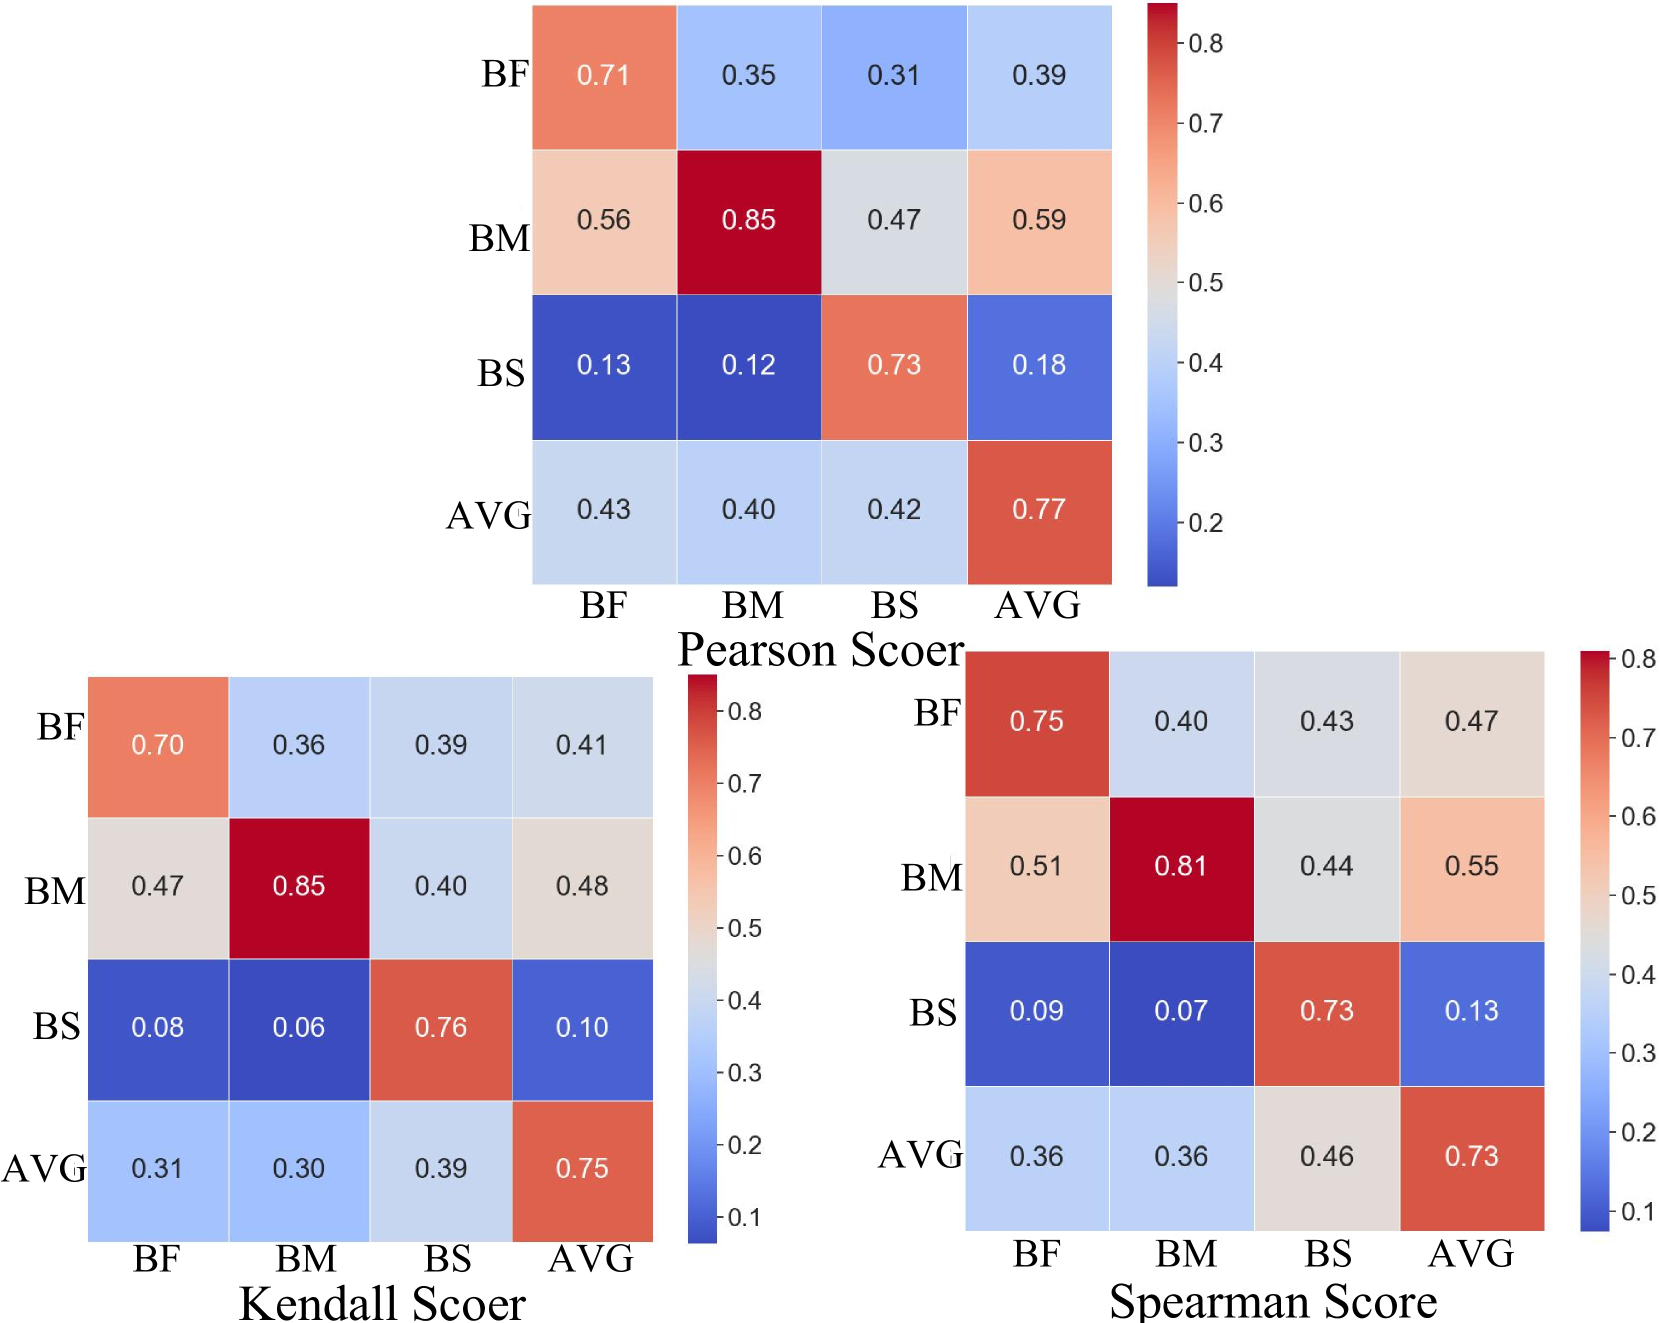 BF 0.71 0.35 0.31 0.39
BM 0.56 0.85 0.47 0.59
BS 0.13 0.12 0.73 0.18
AVG 0.43 0.40 0.42 0.77
BF BM BS AVG
0.8
0.7
0.6
0.5
0.4
0.3
0.2
Pearson Scoer
BF 0.70 0.36 0.39 0.41
BM 0.47 0.85 0.40 0.48
BS 0.08 0.06 0.76 0.10
AVG 0.31 0.30 0.39 0.75
BF BM BS AVG
0.8
0.7
0.6
0.5
0.4
0.3
0.2
0.1
Kendall Scoer
BF 0.75 0.40 0.43 0.47
BM 0.51 0.81 0.44 0.55
BS 0.09 0.07 0.73 0.13
AVG 0.36 0.36 0.46 0.73
BF BM BS AVG
0.8
0.7
0.6
0.5
0.4
0.3
0.2
0.1
Spearman Score